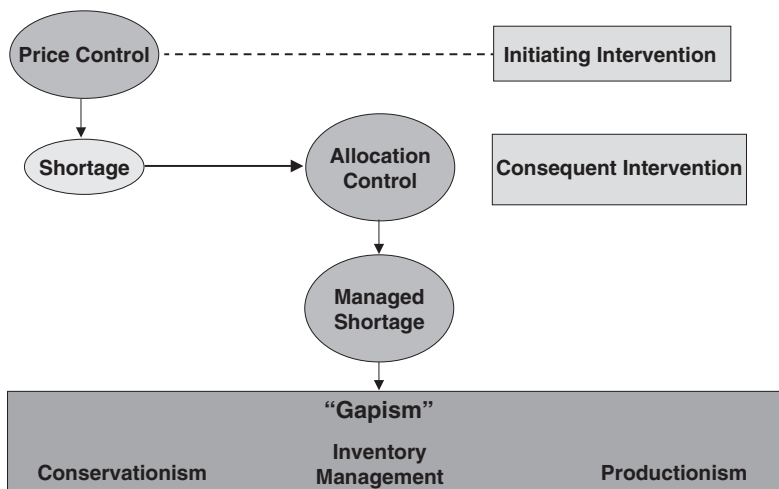 Price Control
Initiating Intervention
Shortage
Allocation
Control
Consequent Intervention
Managed
Shortage
“Gapism”
Conservationism
Inventory
Management
Productionism